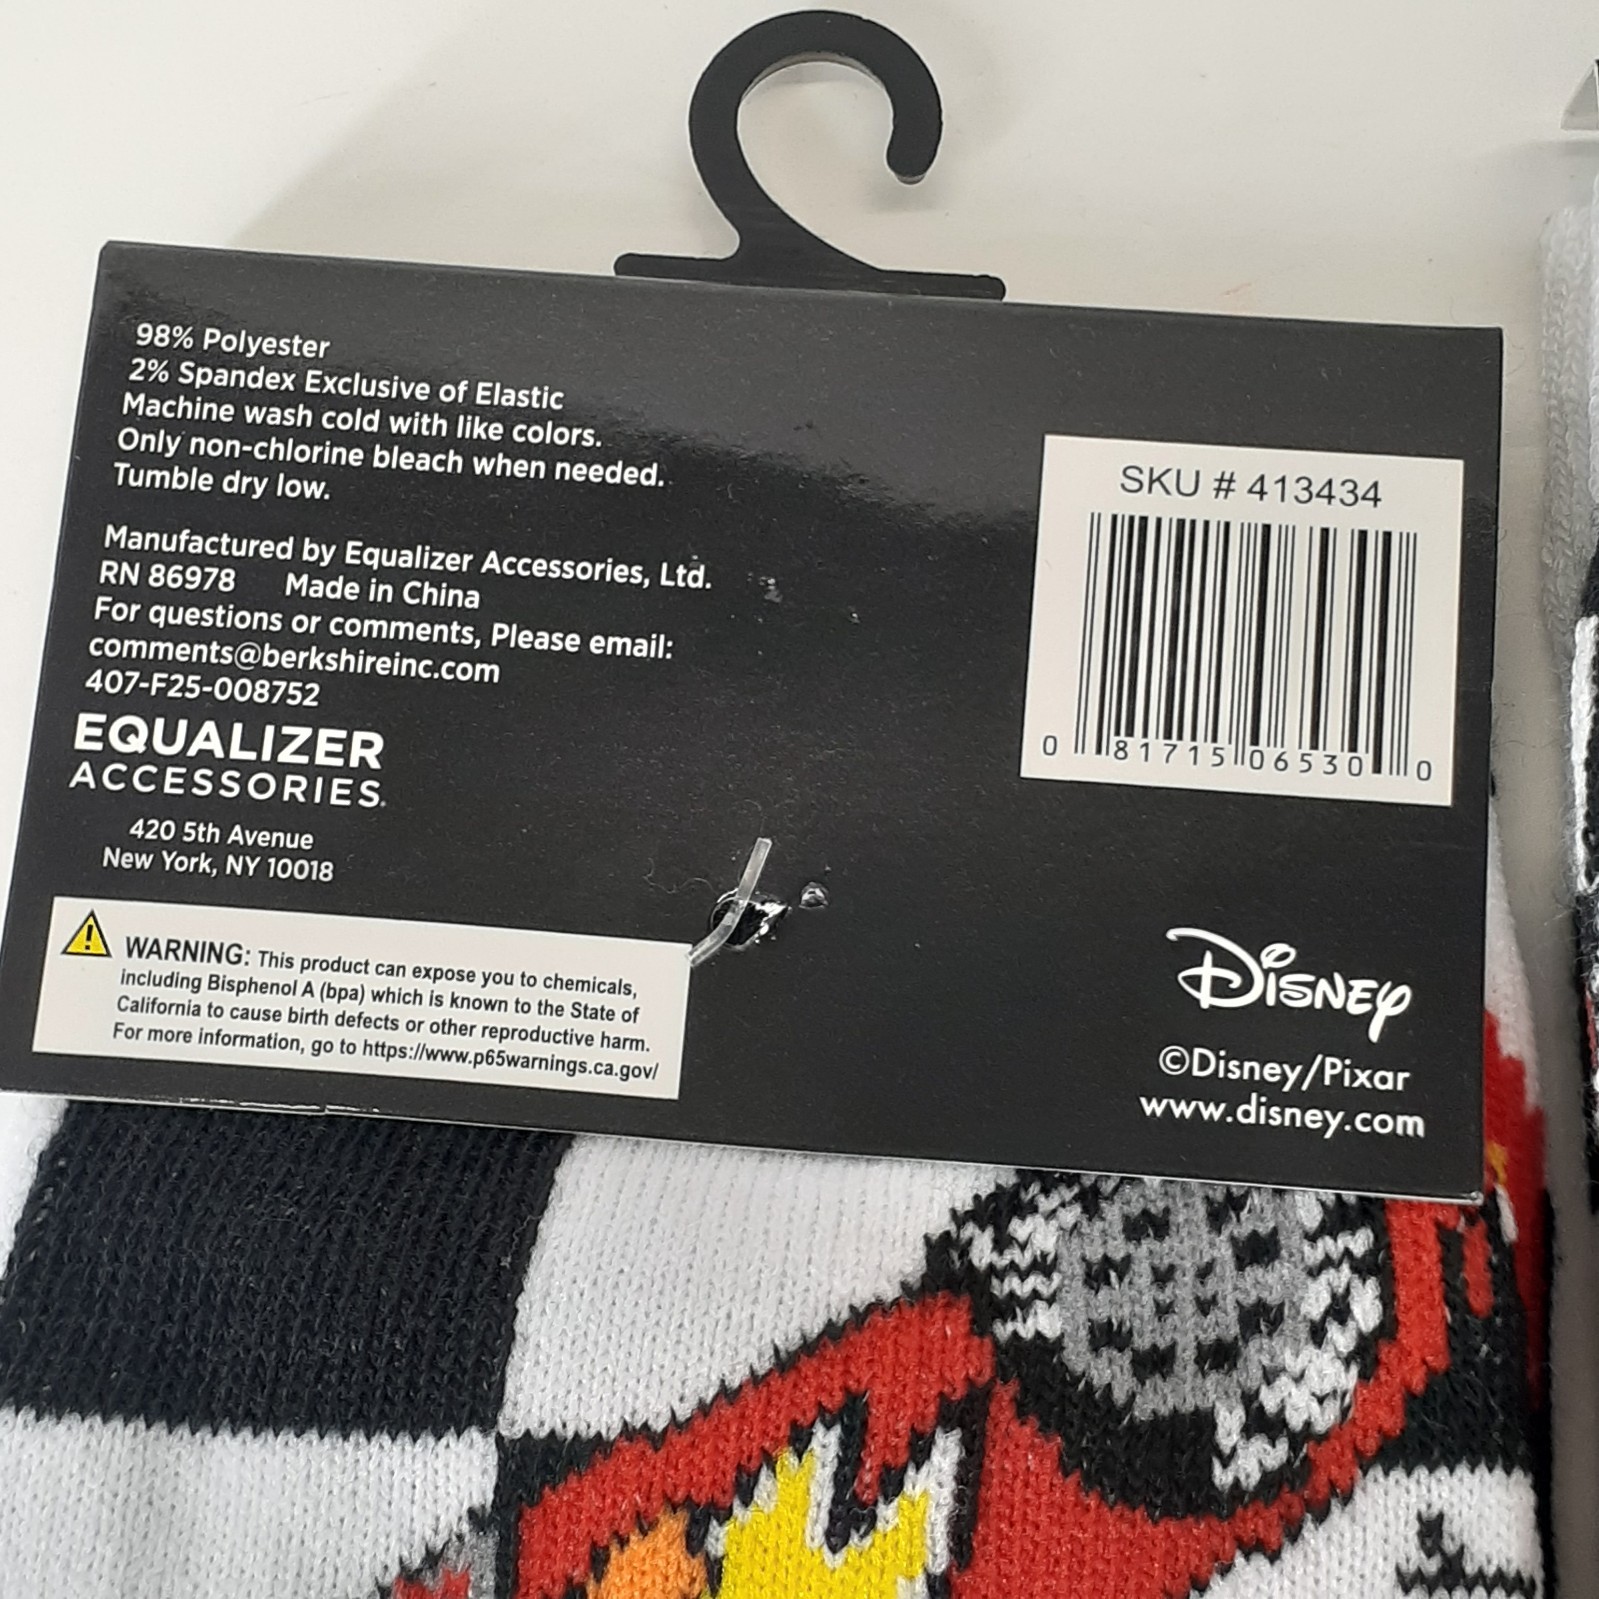 98% Polyester
2% Spandex Exclusive of Elastic
Machine wash cold with like colors.
Only non-chlorine bleach when needed.
Tumble dry low.
Manufactured by Equalizer Accessories, Ltd.
RN 86978 Made in China
For questions or comments, Please email:
comments@berkshireinc.com
407-F25-008752
EQUALIZER
ACCESSORIES.
420 5th Avenue
New York, NY 10018
WARNING: This product can expose you to chemicals,
including Bisphenol A (bpa) which is known to the State of
California to cause birth defects or other reproductive harm.
For more information, go to https://www.p65warnings.ca.gov/
SKU # 413434
0 81715 06530 0
Disney
©Disney/Pixar
www.disney.com